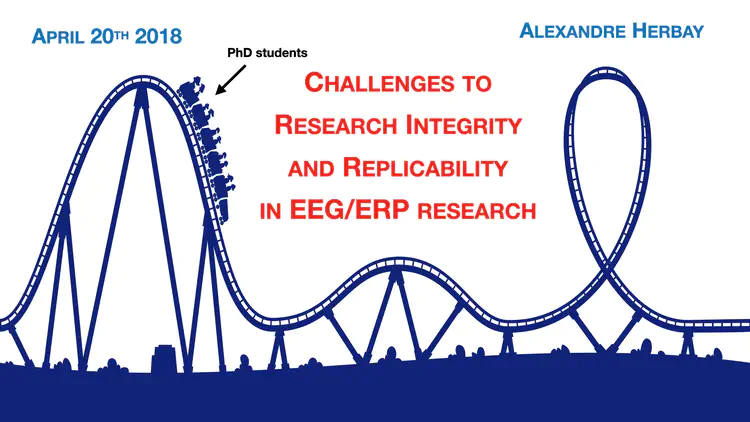 April 20th 2018
Alexandre Herbay
PhD students
Challenges to
Research Integrity
and Replicability
in EEG/ERP research